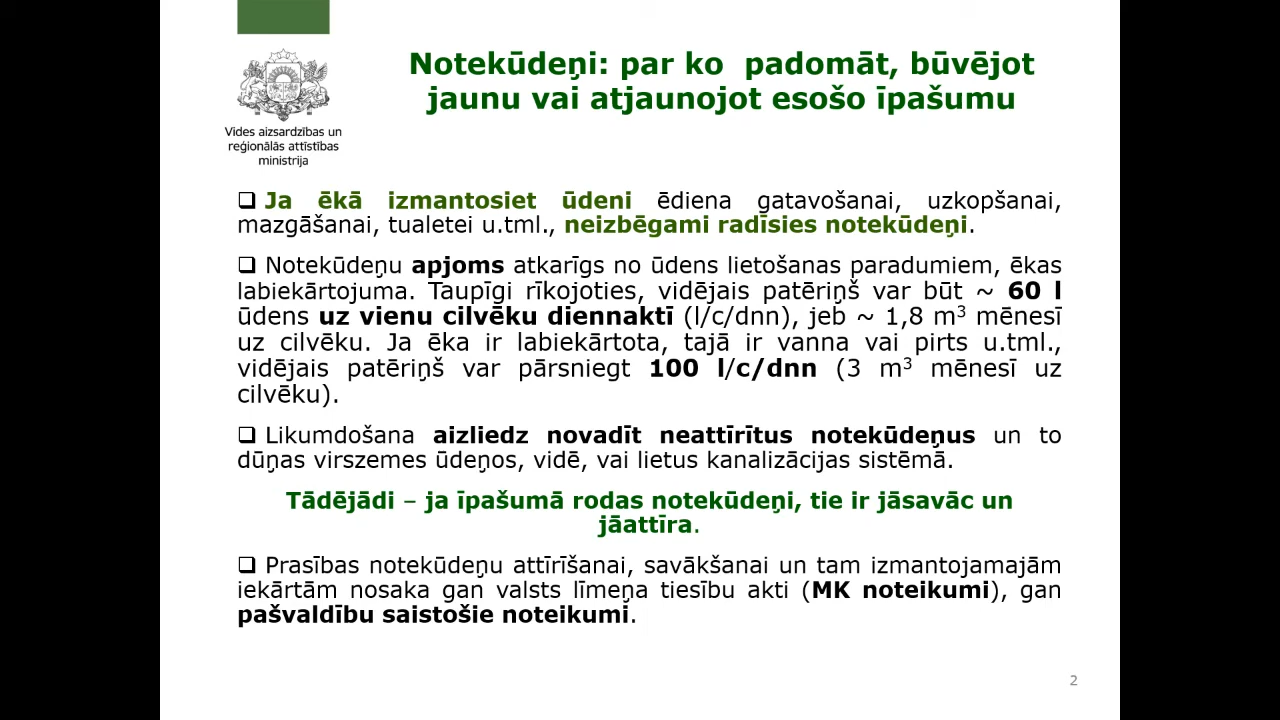 Notekūdeņi: par ko padomāt, būvējot
jaunu vai atjaunojot esošo īpašumu
Vides aizsardzības un
reģionālās attīstības
ministrija
❑ Ja ēkā izmantosiet ūdeni ēdiena gatavošanai, uzkopšanai,
mazgāšanai, tualetei u.tml., neizbēgami radīsies notekūdeņi.
❑ Notekūdeņu apjoms atkarīgs no ūdens lietošanas paradumiem, ēkas
labiekārtojuma. Taupīgi rīkojoties, vidējais patēriņš var būt ~ 60 l
ūdens uz vienu cilvēku diennaktī (l/c/dnn), jeb ~ 1,8 m³ mēnesī
uz cilvēku. Ja ēka ir labiekārtota, tajā ir vanna vai pirts u.tml.,
vidējais patēriņš var pārsniegt 100 l/c/dnn (3 m³ mēnesī uz
cilvēku).
❑ Likumdošana aizliedz novadīt neattīrītus notekūdeņus un to
dūņas virszemes ūdeņos, vidē, vai lietus kanalizācijas sistēmā.
Tādējādi – ja īpašumā rodas notekūdeņi, tie ir jāsavāc un
jāattīra.
❑ Prasības notekūdeņu attīrīšanai, savākšanai un tam izmantojamajām
iekārtām nosaka gan valsts līmeņa tiesību akti (MK noteikumi), gan
pašvaldību saistošie noteikumi.
2